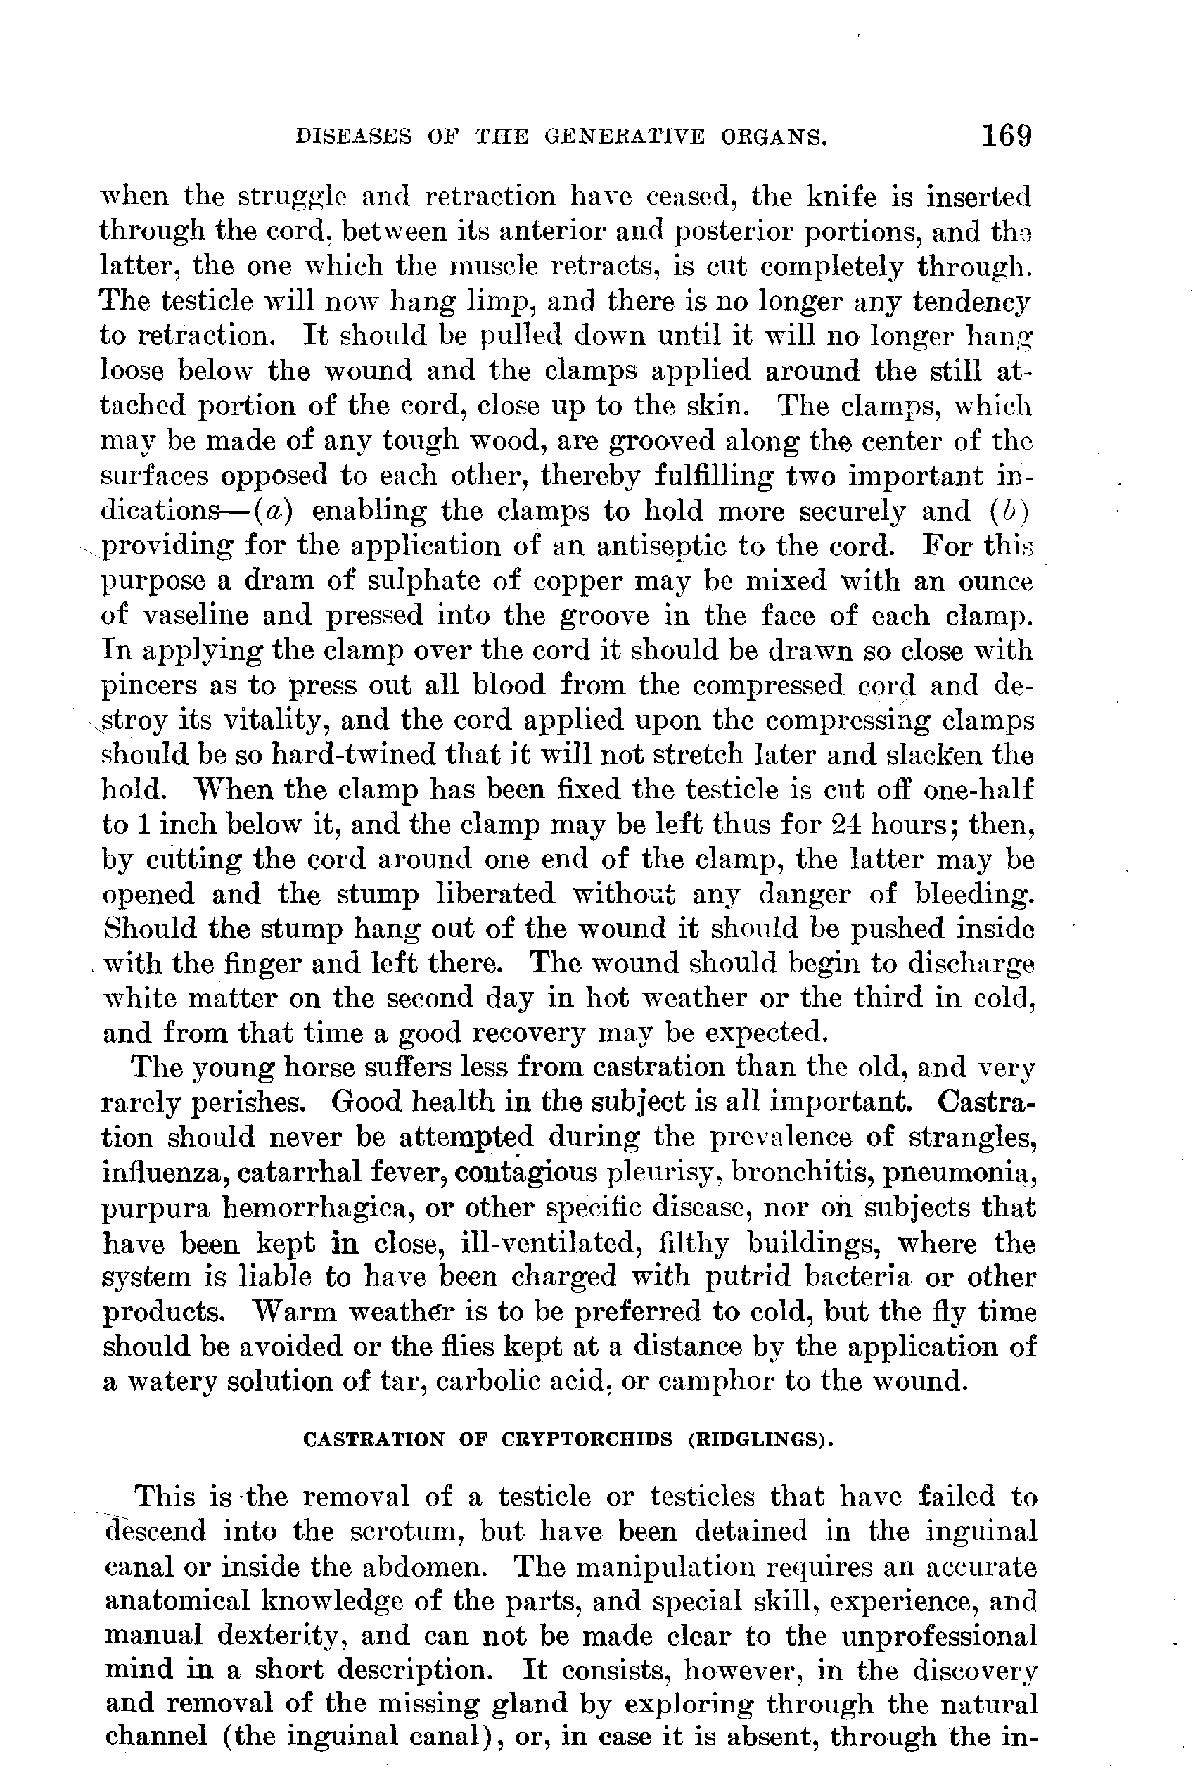 DISEASES OF THE GENERATIVE ORGANS. 169
when the struggle and retraction have ceased, the knife is inserted
through the cord, between its anterior and posterior portions, and the
latter, the one which the muscle retracts, is cut completely through.
The testicle will now hang limp, and there is no longer any tendency
to retraction. It should be pulled down until it will no longer hang
loose below the wound and the clamps applied around the still at-
tached portion of the cord, close up to the skin. The clamps, which
may be made of any tough wood, are grooved along the center of the
surfaces opposed to each other, thereby fulfilling two important in-
dications—(a) enabling the clamps to hold more securely and (b)
providing for the application of an antiseptic to the cord. For this
purpose a dram of sulphate of copper may be mixed with an ounce
of vaseline and pressed into the groove in the face of each clamp.
In applying the clamp over the cord it should be drawn so close with
pincers as to press out all blood from the compressed cord and de-
stroy its vitality, and the cord applied upon the compressing clamps
should be so hard-twined that it will not stretch later and slacken the
hold. When the clamp has been fixed the testicle is cut off one-half
to 1 inch below it, and the clamp may be left thus for 24 hours; then,
by cutting the cord around one end of the clamp, the latter may be
opened and the stump liberated without any danger of bleeding.
Should the stump hang out of the wound it should be pushed inside
with the finger and left there. The wound should begin to discharge
white matter on the second day in hot weather or the third in cold,
and from that time a good recovery may be expected.
The young horse suffers less from castration than the old, and very
rarely perishes. Good health in the subject is all important. Castra-
tion should never be attempted during the prevalence of strangles,
influenza, catarrhal fever, contagious pleurisy, bronchitis, pneumonia,
purpura hemorrhagica, or other specific disease, nor on subjects that
have been kept in close, ill-ventilated, filthy buildings, where the
system is liable to have been charged with putrid bacteria or other
products. Warm weather is to be preferred to cold, but the fly time
should be avoided or the flies kept at a distance by the application of
a watery solution of tar, carbolic acid, or camphor to the wound.
CASTRATION OF CRYPTORCHIDS (RIDGLINGS).
This is the removal of a testicle or testicles that have failed to
descend into the scrotum, but have been detained in the inguinal
canal or inside the abdomen. The manipulation requires an accurate
anatomical knowledge of the parts, and special skill, experience, and
manual dexterity, and can not be made clear to the unprofessional
mind in a short description. It consists, however, in the discovery
and removal of the missing gland by exploring through the natural
channel (the inguinal canal), or, in case it is absent, through the in-